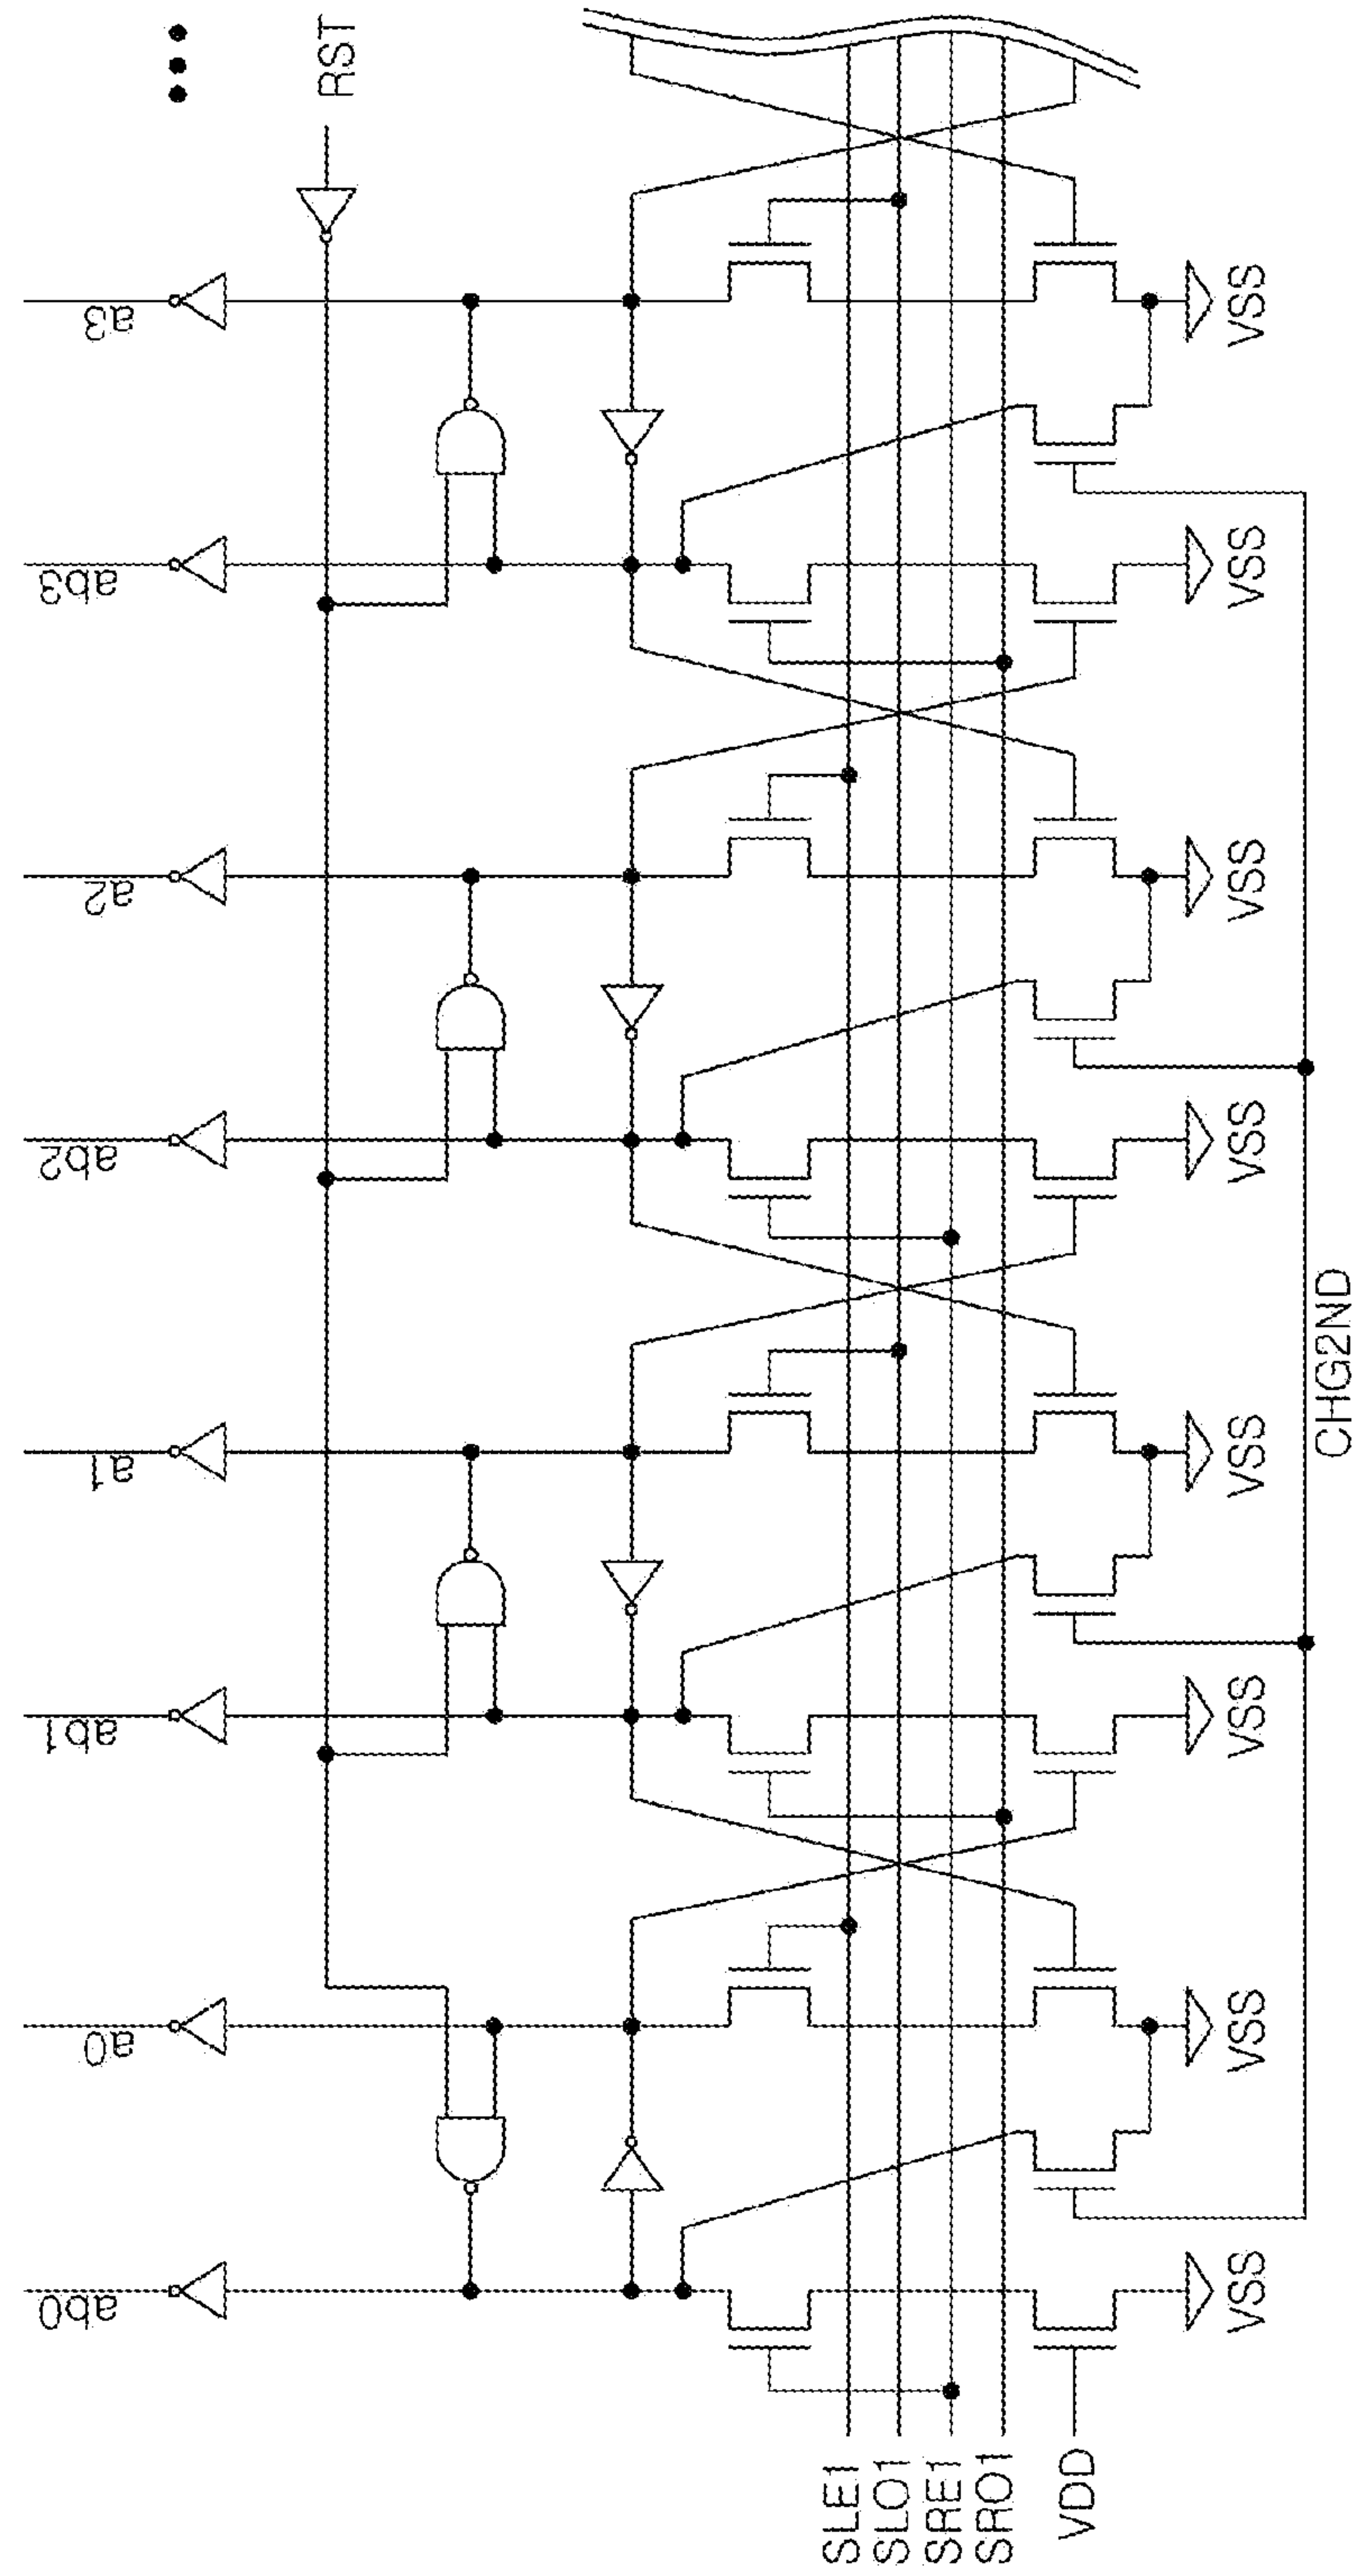 ab0
a0
ab1
a1
ab2
a2
ab3
a3
RST
SLE1
SLO1
SRE1
SRO1
VDD
VSS
VSS
VSS
VSS
VSS
VSS
VSS
VSS
CHG2ND